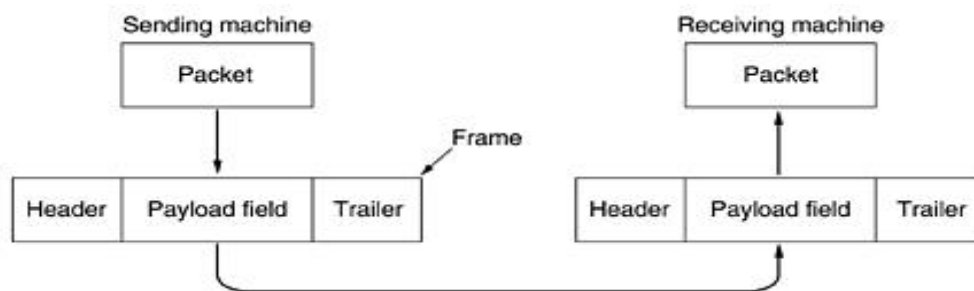 Sending machine
Receiving machine
Packet
Packet
Frame
Header
Payload field
Trailer
Header
Payload field
Trailer